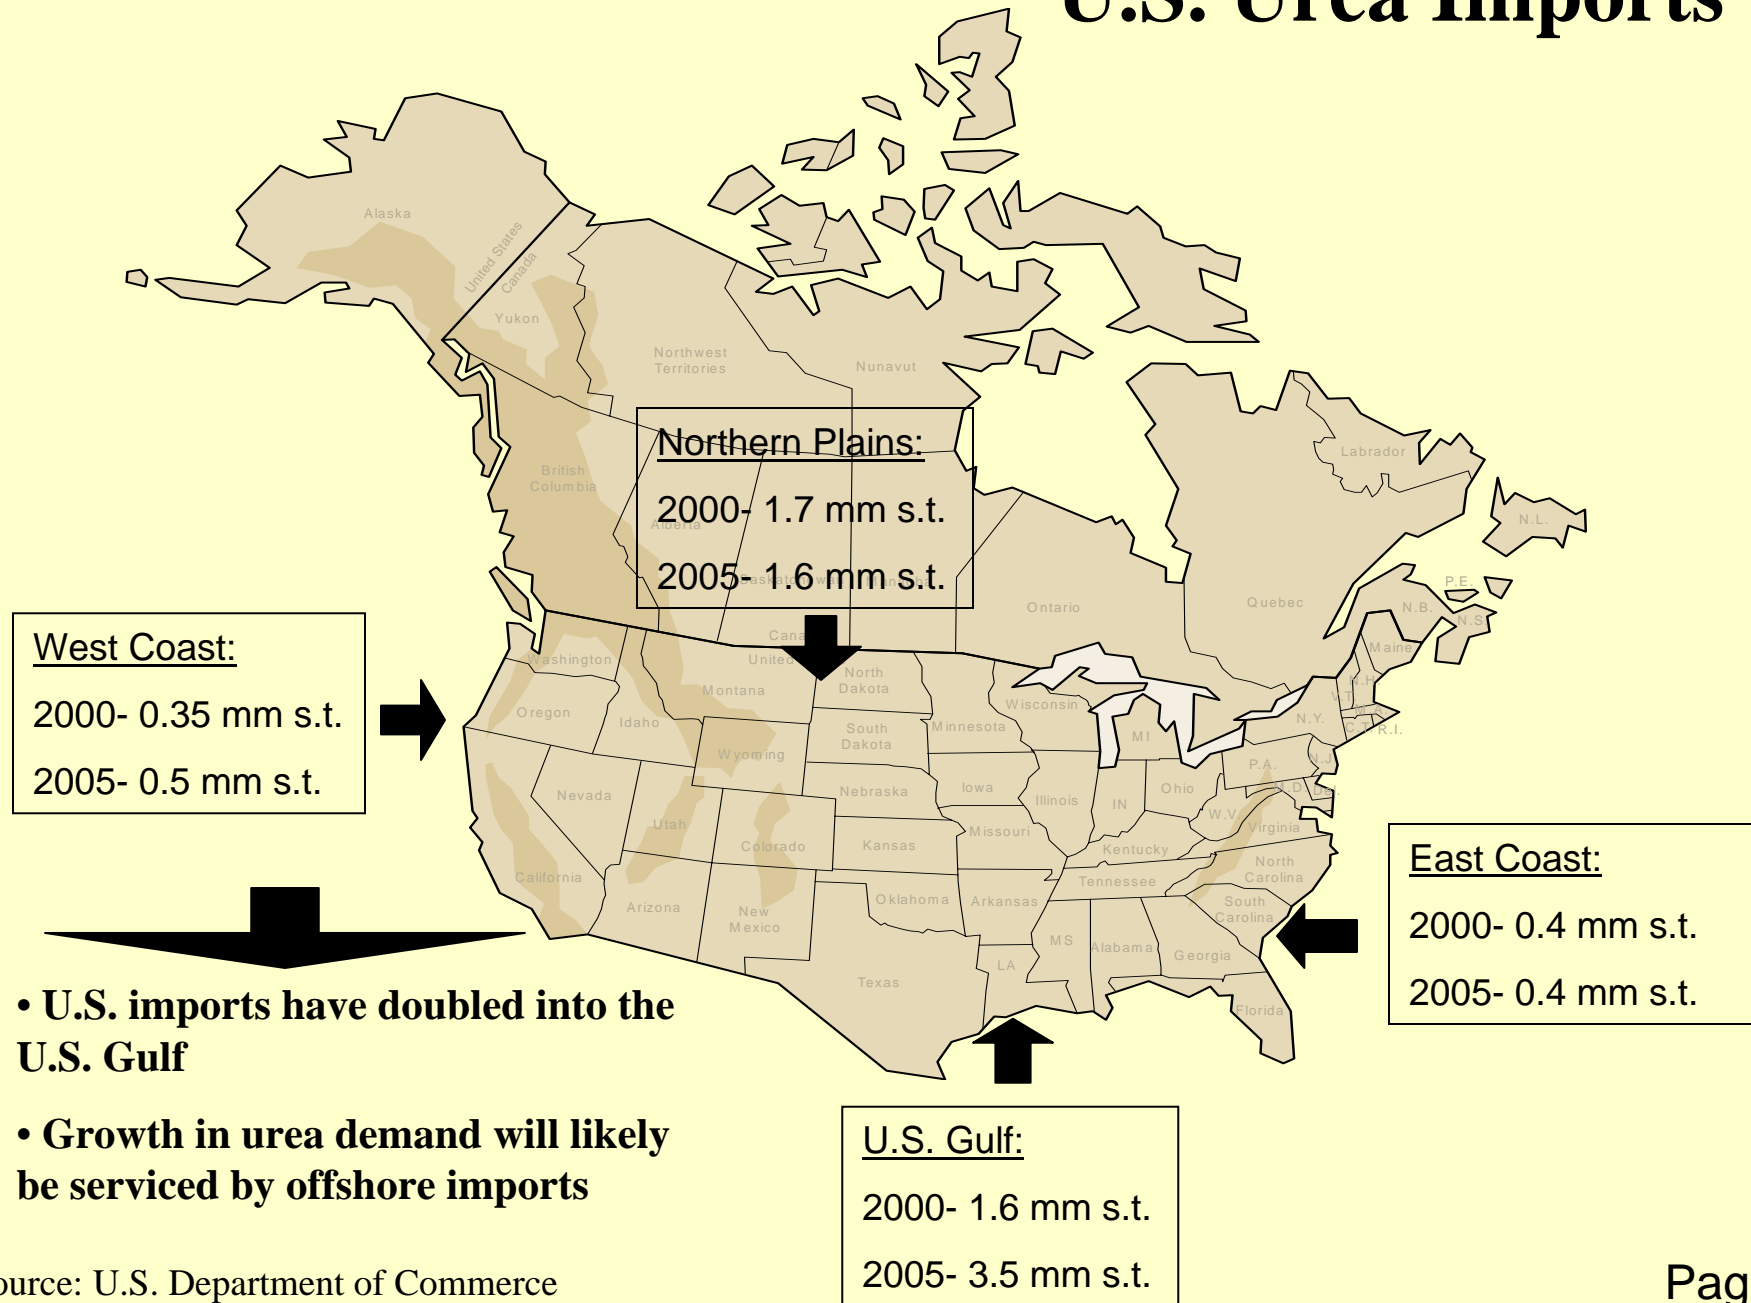 U.S. Urea Imports
Alaska
United States
Canada
Yukon
Northwest
Territories
Nunavut
British
Columbia
Northern Plains:
2000- 1.7 mm s.t.
Alberta
2005- 1.6 mm s.t.
Saskatchewan
Manitoba
Ontario
Quebec
Labrador
N.L.
P.E.
N.B.
N.S.
West Coast:
2000- 0.35 mm s.t.
2005- 0.5 mm s.t.
United
Washington
Oregon
Idaho
Montana
North
Dakota
South
Dakota
Minnesota
Wisconsin
MI
Maine
N.H.
V.T.
M.A.
C.T.
R.I.
N.Y.
Wyoming
Nebraska
Iowa
Illinois
IN
Ohio
P.A.
N.J.
M.D.
Del.
W.V.
Virginia
Nevada
Utah
Colorado
Kansas
Missouri
Kentucky
California
Arizona
New
Mexico
Oklahoma
Arkansas
Tennessee
North
Carolina
South
Carolina
Texas
LA
MS
Alabama
Georgia
Florida
East Coast:
2000- 0.4 mm s.t.
2005- 0.4 mm s.t.
• U.S. imports have doubled into the
U.S. Gulf
• Growth in urea demand will likely
be serviced by offshore imports
U.S. Gulf:
2000- 1.6 mm s.t.
2005- 3.5 mm s.t.
ource: U.S. Department of Commerce
Pag